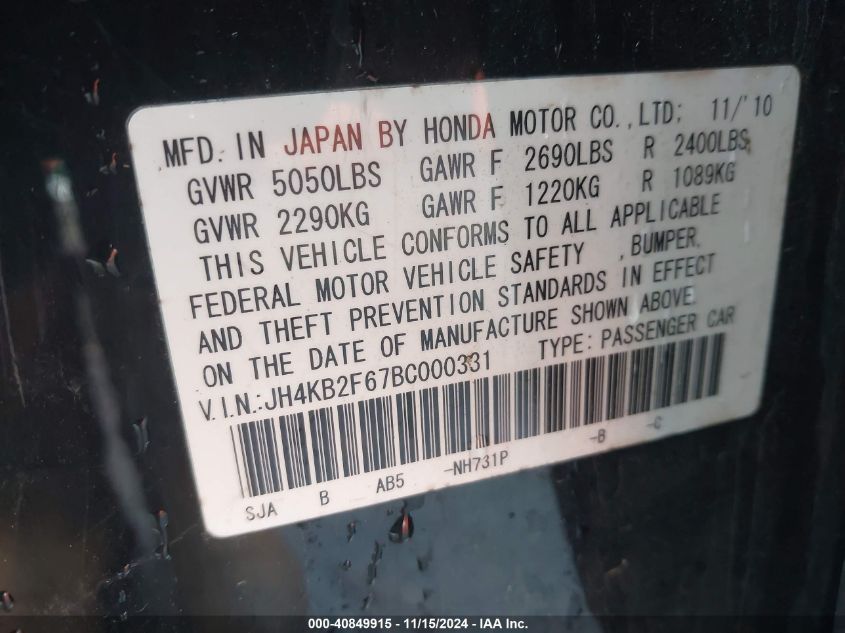 MFD. IN JAPAN BY HONDA MOTOR CO.,LTD: 11/'10
GVWR 5050LBS GAWR F 2690LBS R 2400LBS
GVWR 2290KG GAWR F 1220KG R 1089KG
THIS VEHICLE CONFORMS TO ALL APPLICABLE
FEDERAL MOTOR VEHICLE SAFETY ,BUMPER,
AND THEFT PREVENTION STANDARDS IN EFFECT
ON THE DATE OF MANUFACTURE SHOWN ABOVE.
V.I.N.:JH4KB2F67BC000331 TYPE: PASSENGER CAR
SJA B AB5 -NH731P -B -C
000-40849915 - 11/15/2024 - IAA Inc.